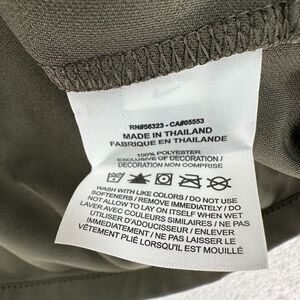 RN#56323 - CA#05553
MADE IN THAILAND
FABRIQUE EN THAILANDE
100% POLYESTER
EXCLUSIVE OF DECORATION /
DECORATION NON COMPRISE
WASH WITH LIKE COLORS / DO NOT USE
SOFTENERS / REMOVE IMMEDIATELY / DO
NOT ALLOW TO LAY ON ITSELF WHEN WET
LAVER AVEC COULEURS SIMILAIRES / NE PAS
UTILISER D'ADOUCISSEUR / ENLEVER
IMMÉDIATEMENT / NE PAS LAISSER LE
VÊTEMENT PLIÉ LORSQU'IL EST MOUILLÉ